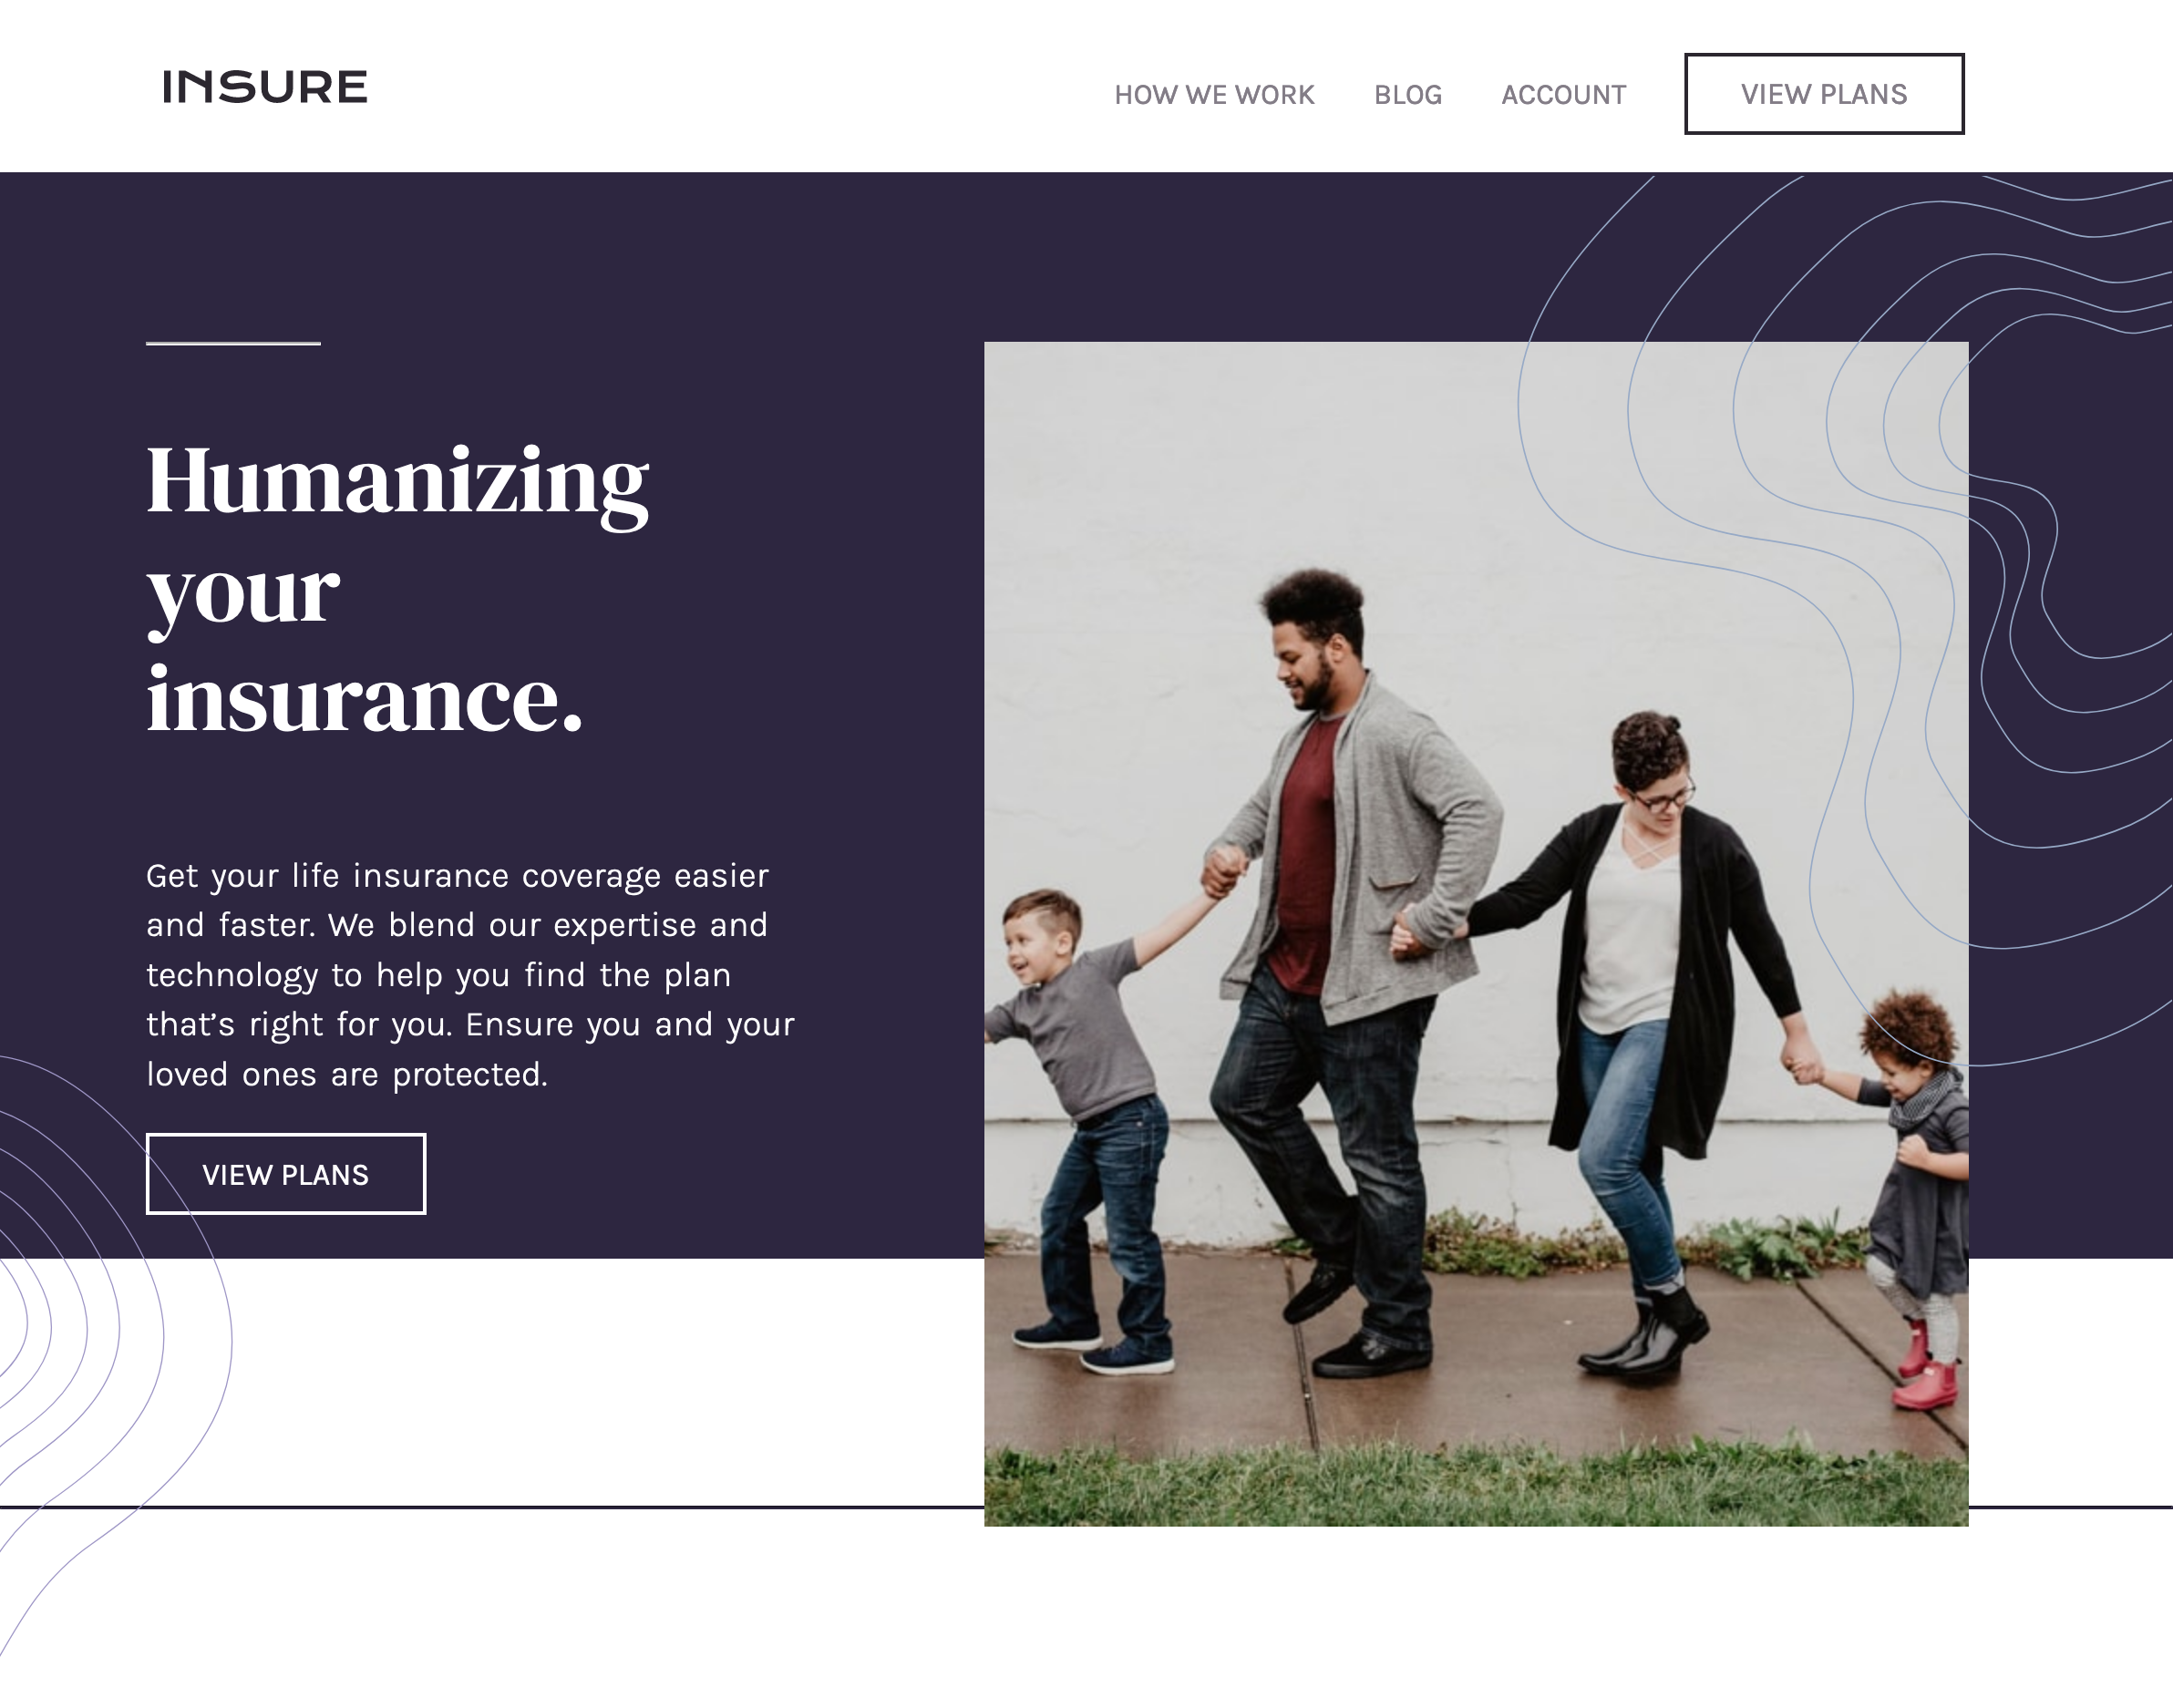 INSURE
HOW WE WORK
BLOG
ACCOUNT
VIEW PLANS
Humanizing
your
insurance.
Get your life insurance coverage easier
and faster. We blend our expertise and
technology to help you find the plan
that’s right for you. Ensure you and your
loved ones are protected.
VIEW PLANS